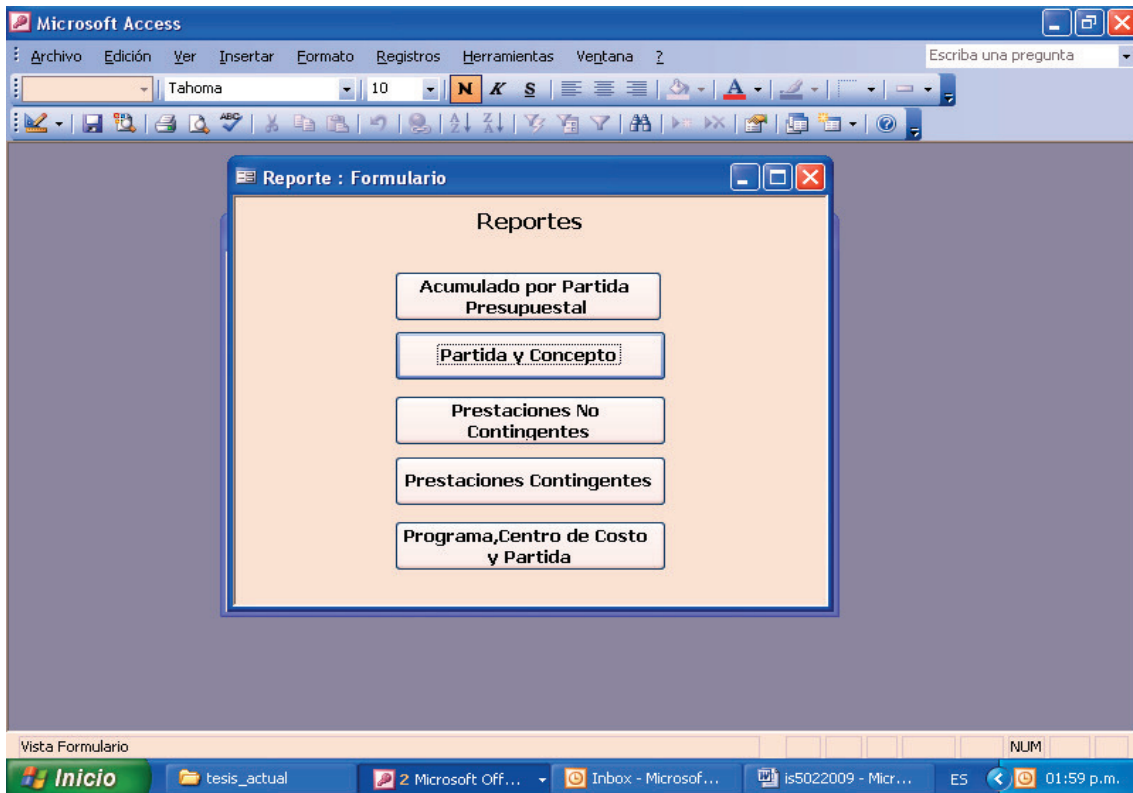 Microsoft Access
Archivo Edición Ver Insertar Formato Registros Herramientas Ventana ? Escriba una pregunta
Tahoma 10 N K S A
ABC A Z Z A
Reporte : Formulario
Reportes
Acumulado por Partida
Presupuestal
Partida y Concepto
Prestaciones No
Contingentes
Prestaciones Contingentes
Programa,Centro de Costo
y Partida
Vista Formulario NUM
Inicio tesis_actual 2 Microsoft Off... Inbox - Microsof... is5022009 - Micr... ES 01:59 p.m.